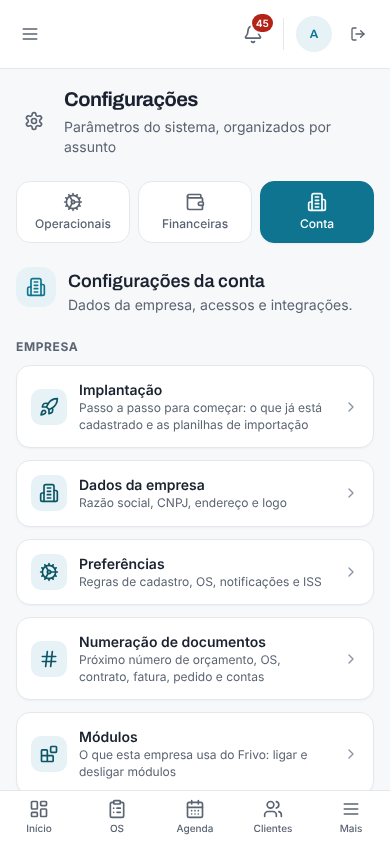 45
A
Configurações
Parâmetros do sistema, organizados por
assunto
Operacionais
Financeiras
Conta
Configurações da conta
Dados da empresa, acessos e integrações.
EMPRESA
Implantação
Passo a passo para começar: o que já está
cadastrado e as planilhas de importação
Dados da empresa
Razão social, CNPJ, endereço e logo
Preferências
Regras de cadastro, OS, notificações e ISS
Numeração de documentos
Próximo número de orçamento, OS,
contrato, fatura, pedido e contas
Módulos
O que esta empresa usa do Frivo: ligar e
desligar módulos
Início
OS
Agenda
Clientes
Mais